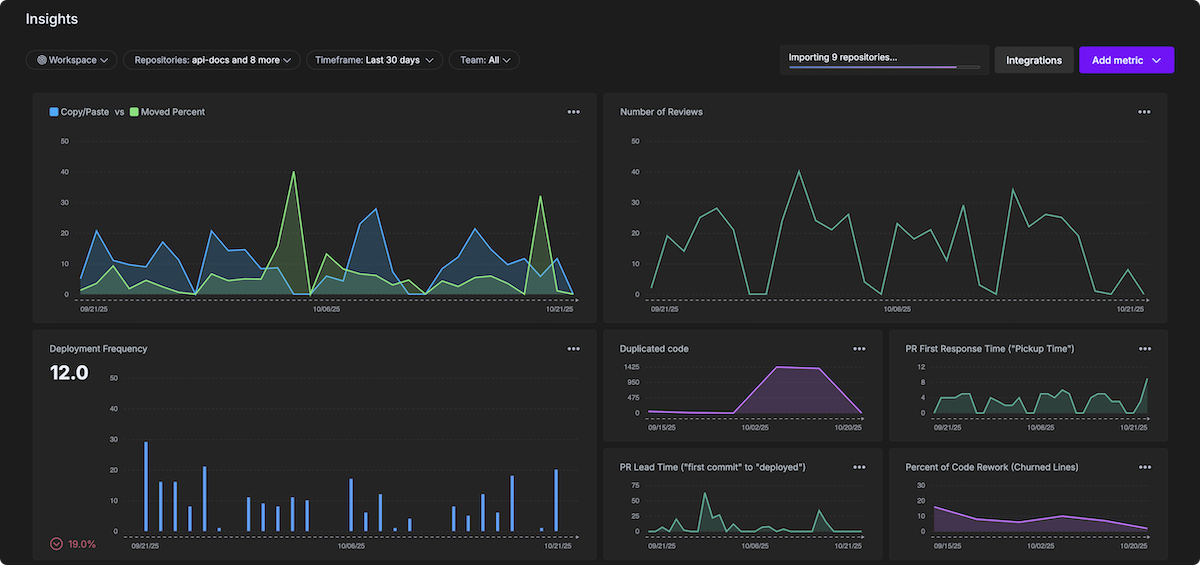 Insights
Workspace
Repositories: api-docs and 8 more
Timeframe: Last 30 days
Team: All
Importing 9 repositories...
Integrations
Add metric
Copy/Paste vs Moved Percent
50
40
30
20
10
0
09/21/25 10/06/25 10/21/25
Number of Reviews
50
40
30
20
10
0
09/21/25 10/06/25 10/21/25
Deployment Frequency
12.0
50
40
30
20
10
0
19.0%
09/21/25 10/06/25 10/21/25
Duplicated code
1425
950
475
0
09/15/25 10/02/25 10/20/25
PR First Response Time ("Pickup Time")
12
8
4
0
09/21/25 10/06/25 10/21/25
PR Lead Time ("first commit" to "deployed")
75
50
25
0
09/21/25 10/06/25 10/21/25
Percent of Code Rework (Churned Lines)
30
20
10
0
09/15/25 10/02/25 10/20/25